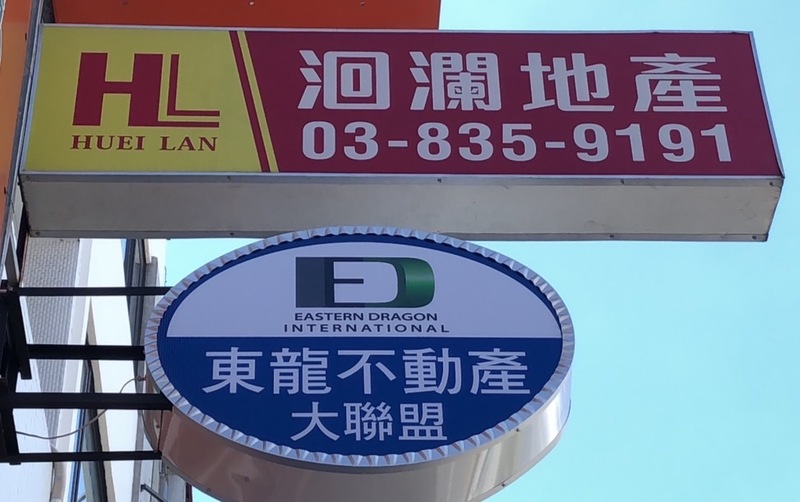 HL
HUEI LAN
洄瀾地產
03-835-9191
ED
EASTERN DRAGON
INTERNATIONAL
東龍不動產
大聯盟